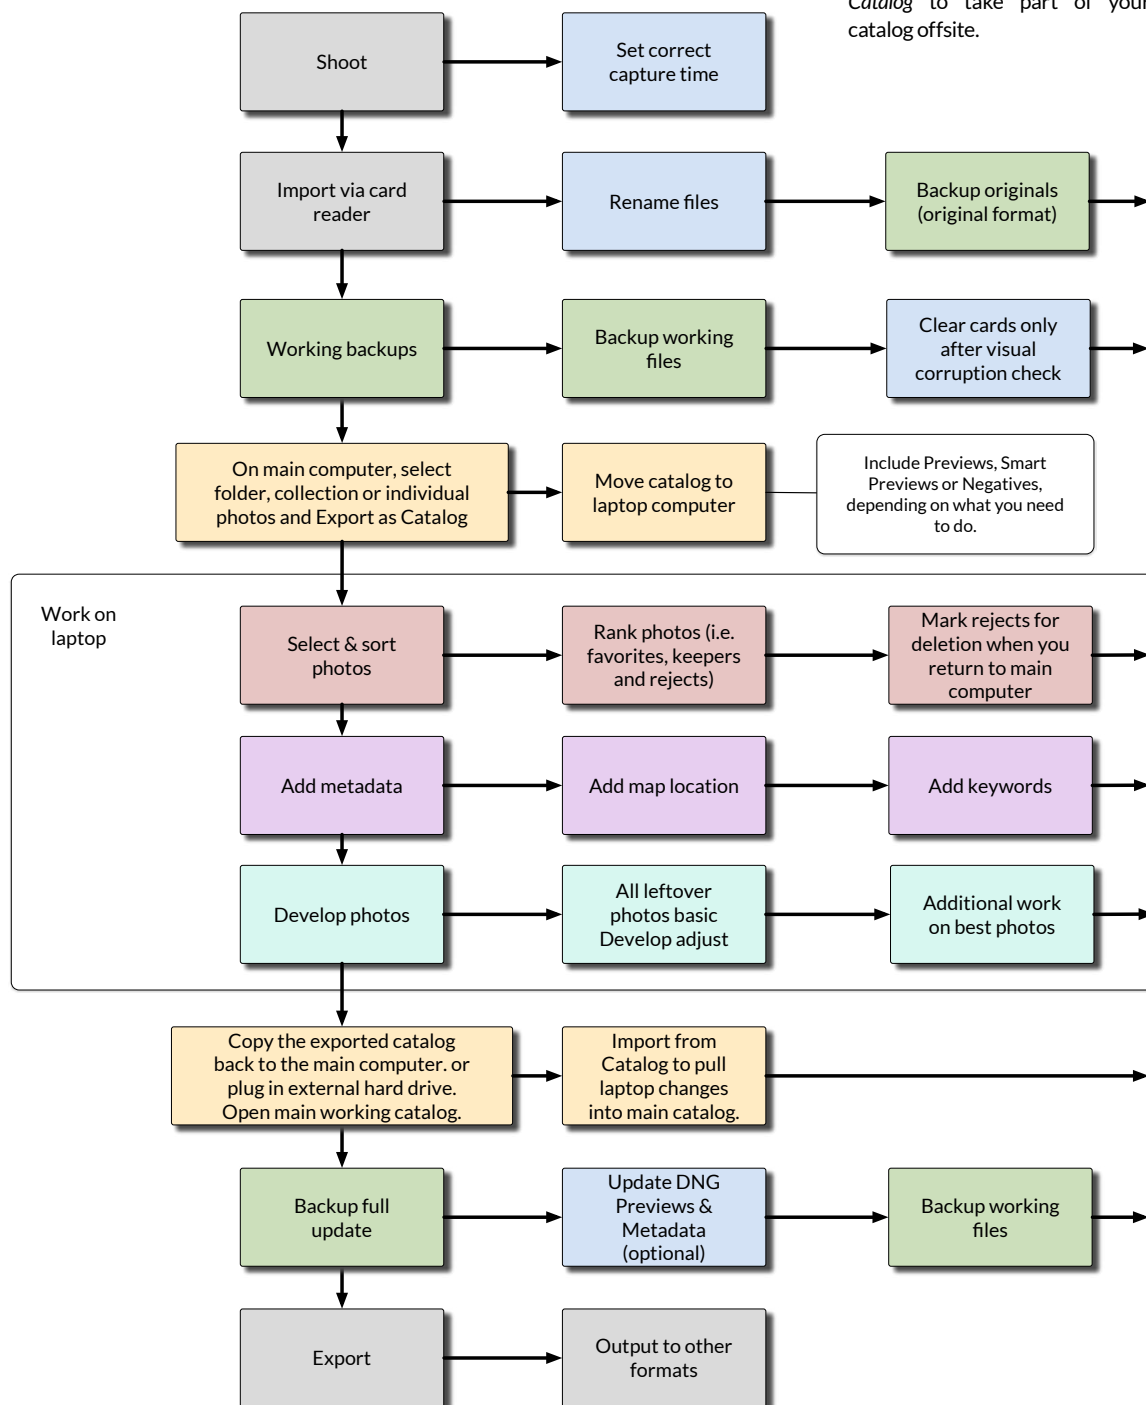 Catalog to take part of your
catalog offsite.
Shoot
Set correct
capture time
Import via card
reader
Rename files
Backup originals
(original format)
Working backups
Backup working
files
Clear cards only
after visual
corruption check
On main computer, select
folder, collection or individual
photos and Export as Catalog
Move catalog to
laptop computer
Include Previews, Smart
Previews or Negatives,
depending on what you need
to do.
Work on
laptop
Select & sort
photos
Rank photos (i.e.
favorites, keepers
and rejects)
Mark rejects for
deletion when you
return to main
computer
Add metadata
Add map location
Add keywords
Develop photos
All leftover
photos basic
Develop adjust
Additional work
on best photos
Copy the exported catalog
back to the main computer. or
plug in external hard drive.
Open main working catalog.
Import from
Catalog to pull
laptop changes
into main catalog.
Backup full
update
Update DNG
Previews &
Metadata
(optional)
Backup working
files
Export
Output to other
formats